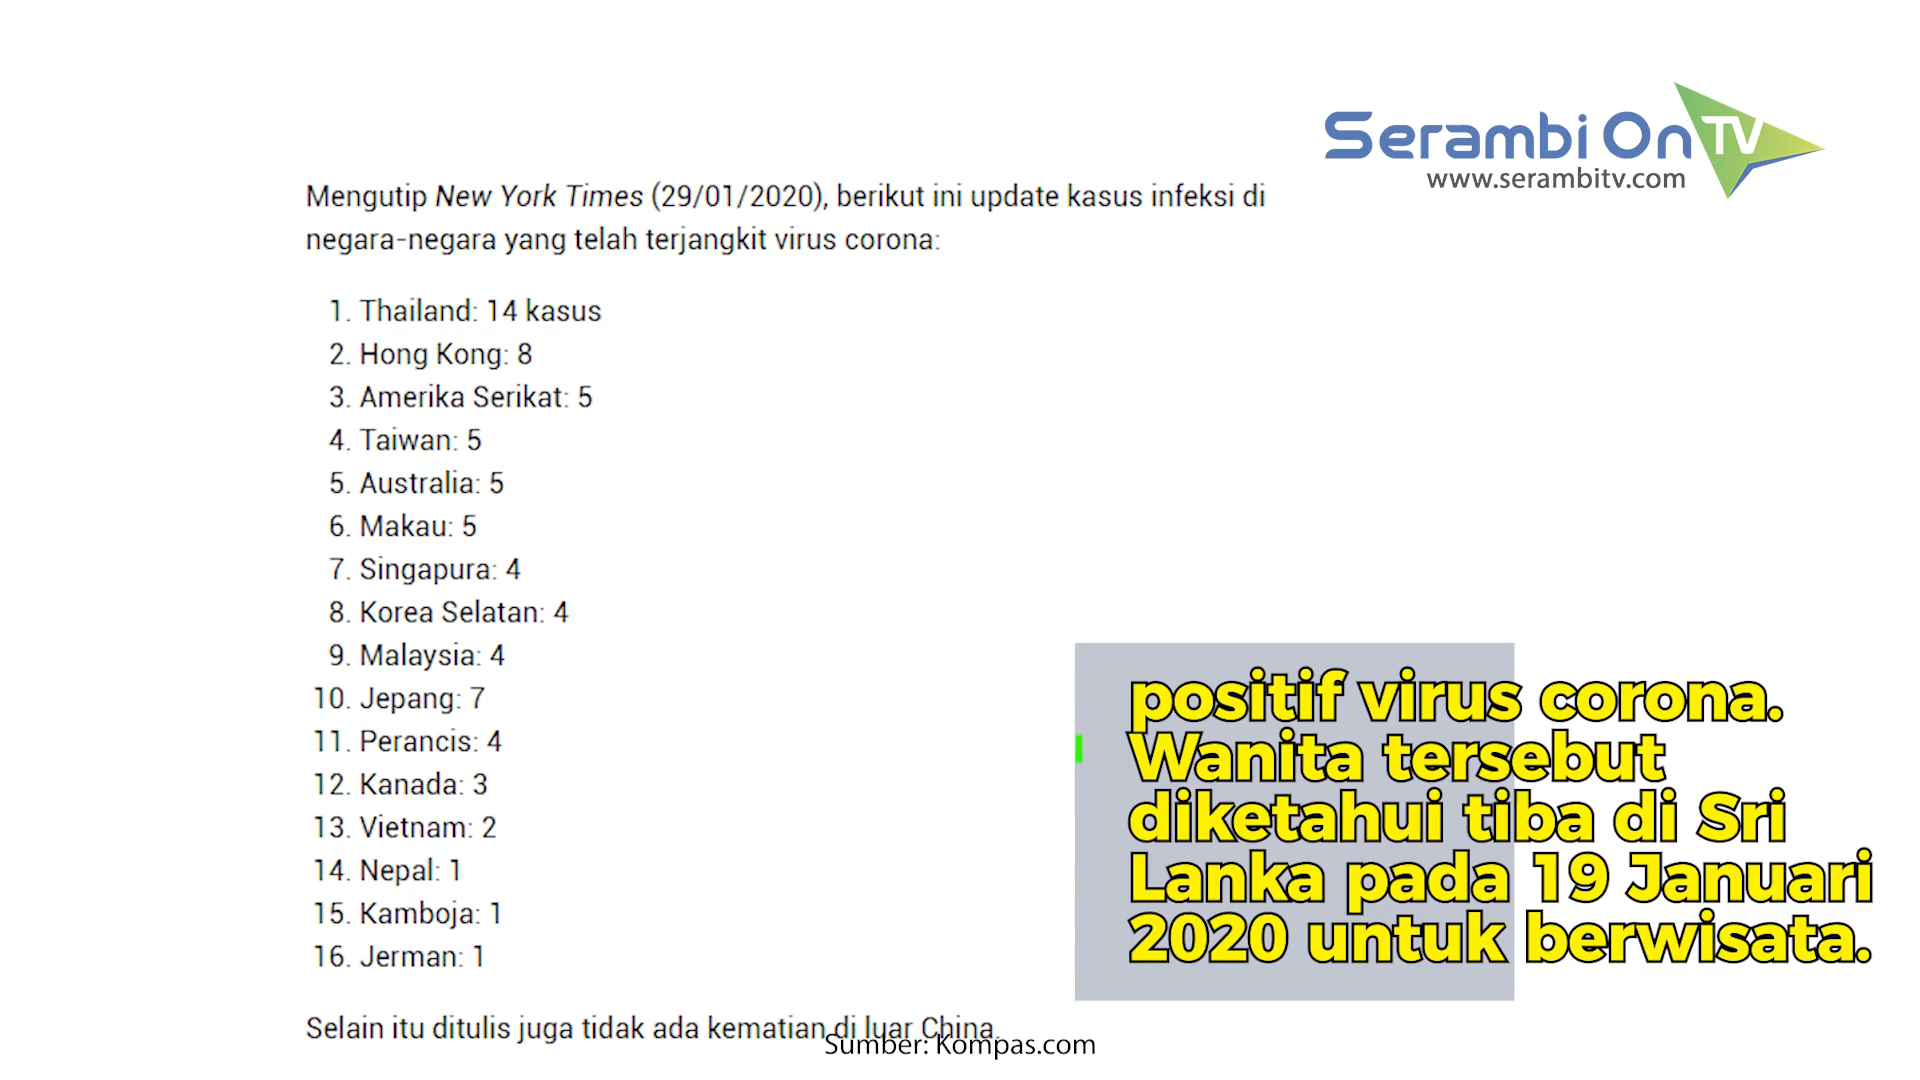 Serambi On TV
www.serambitv.com
Mengutip New York Times (29/01/2020), berikut ini update kasus infeksi di
negara-negara yang telah terjangkit virus corona:
1. Thailand: 14 kasus
2. Hong Kong: 8
3. Amerika Serikat: 5
4. Taiwan: 5
5. Australia: 5
6. Makau: 5
7. Singapura: 4
8. Korea Selatan: 4
9. Malaysia: 4
10. Jepang: 7
11. Perancis: 4
12. Kanada: 3
13. Vietnam: 2
14. Nepal: 1
15. Kamboja: 1
16. Jerman: 1
positif virus corona.
Wanita tersebut
diketahui tiba di Sri
Lanka pada 19 Januari
2020 untuk berwisata.
Selain itu ditulis juga tidak ada kematian di luar China.
Sumber: Kompas.com